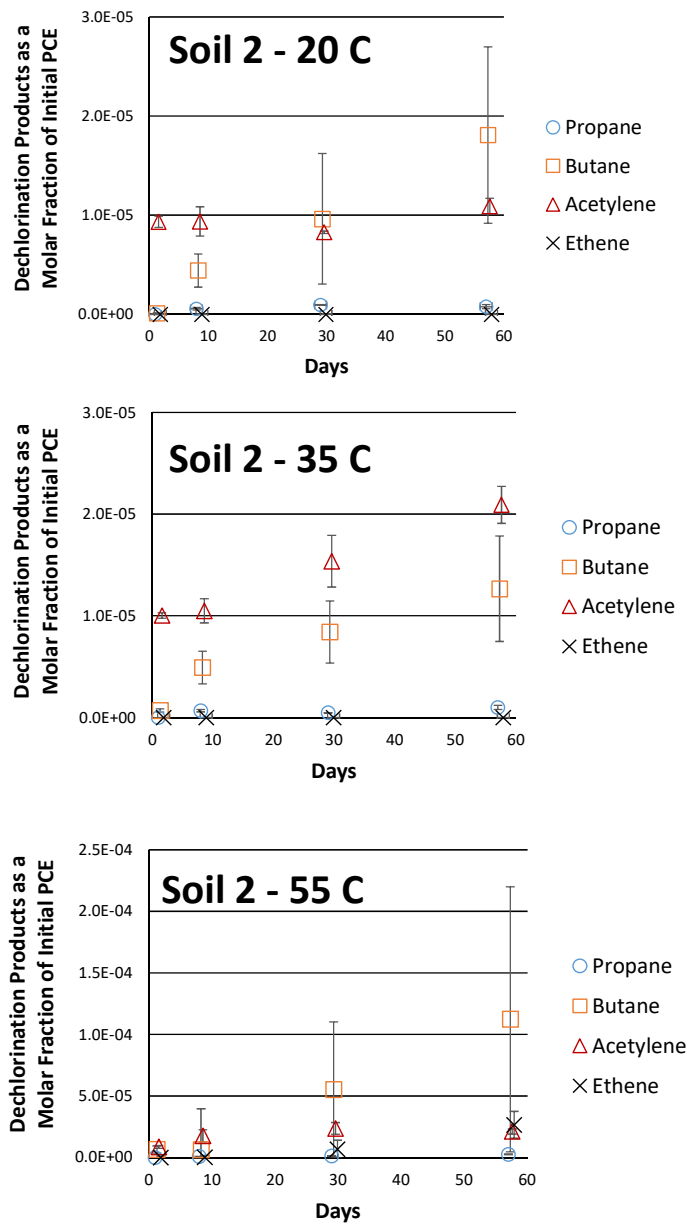 Dechlorination Products as a
Molar Fraction of Initial PCE
3.0E-05
2.0E-05
1.0E-05
0.0E+00
Soil 2 - 20 C
0 10 20 30 40 50 60
Days
Propane
Butane
Acetylene
Ethene
Dechlorination Products as a
Molar Fraction of Initial PCE
3.0E-05
2.0E-05
1.0E-05
0.0E+00
Soil 2 - 35 C
0 10 20 30 40 50 60
Days
Propane
Butane
Acetylene
Ethene
Dechlorination Products as a
Molar Fraction of Initial PCE
2.5E-04
2.0E-04
1.5E-04
1.0E-04
5.0E-05
0.0E+00
Soil 2 - 55 C
0 10 20 30 40 50 60
Days
Propane
Butane
Acetylene
Ethene